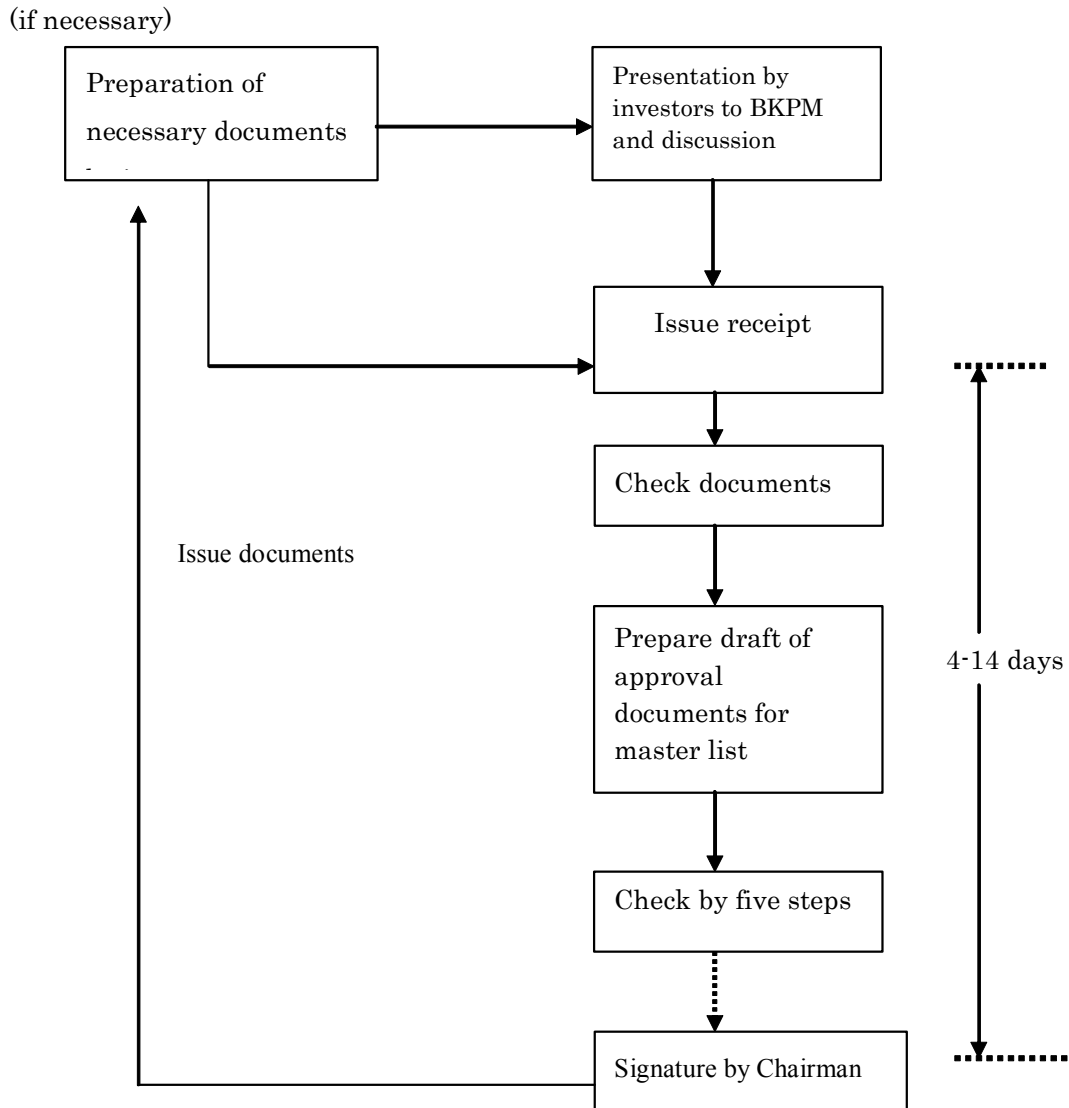 (if necessary)
Preparation of
necessary documents
Presentation by
investors to BKPM
and discussion
Issue receipt
Check documents
Issue documents
Prepare draft of
approval
documents for
master list
4-14 days
Check by five steps
Signature by Chairman